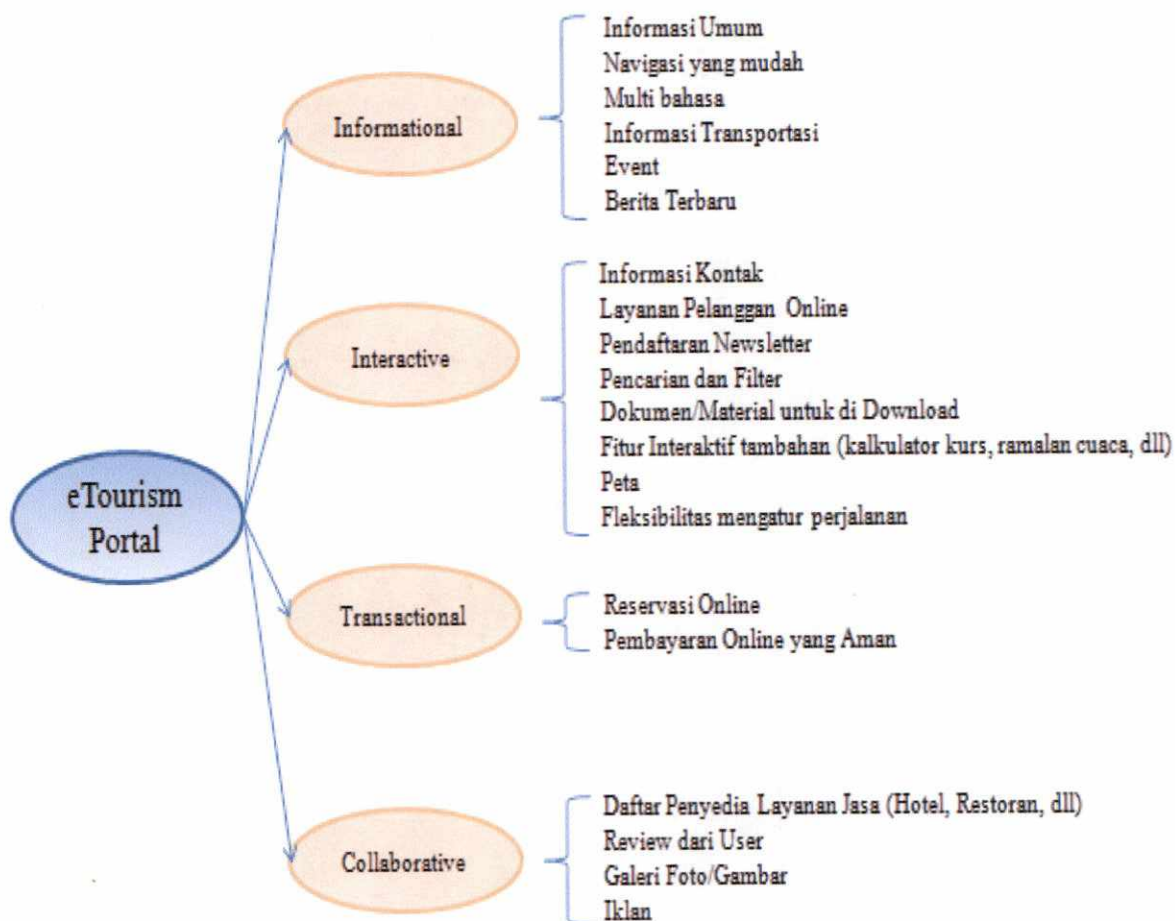 eTourism
Portal
Informational
Informasi Umum
Navigasi yang mudah
Multi bahasa
Informasi Transportasi
Event
Berita Terbaru
Interactive
Informasi Kontak
Layanan Pelanggan Online
Pendaftaran Newsletter
Pencarian dan Filter
Dokumen/Material untuk di Download
Fitur Interaktif tambahan (kalkulator kurs, ramalan cuaca, dll)
Peta
Fleksibilitas mengatur perjalanan
Transactional
Reservasi Online
Pembayaran Online yang Aman
Collaborative
Daftar Penyedia Layanan Jasa (Hotel, Restoran, dll)
Review dari User
Galeri Foto/Gambar
Iklan